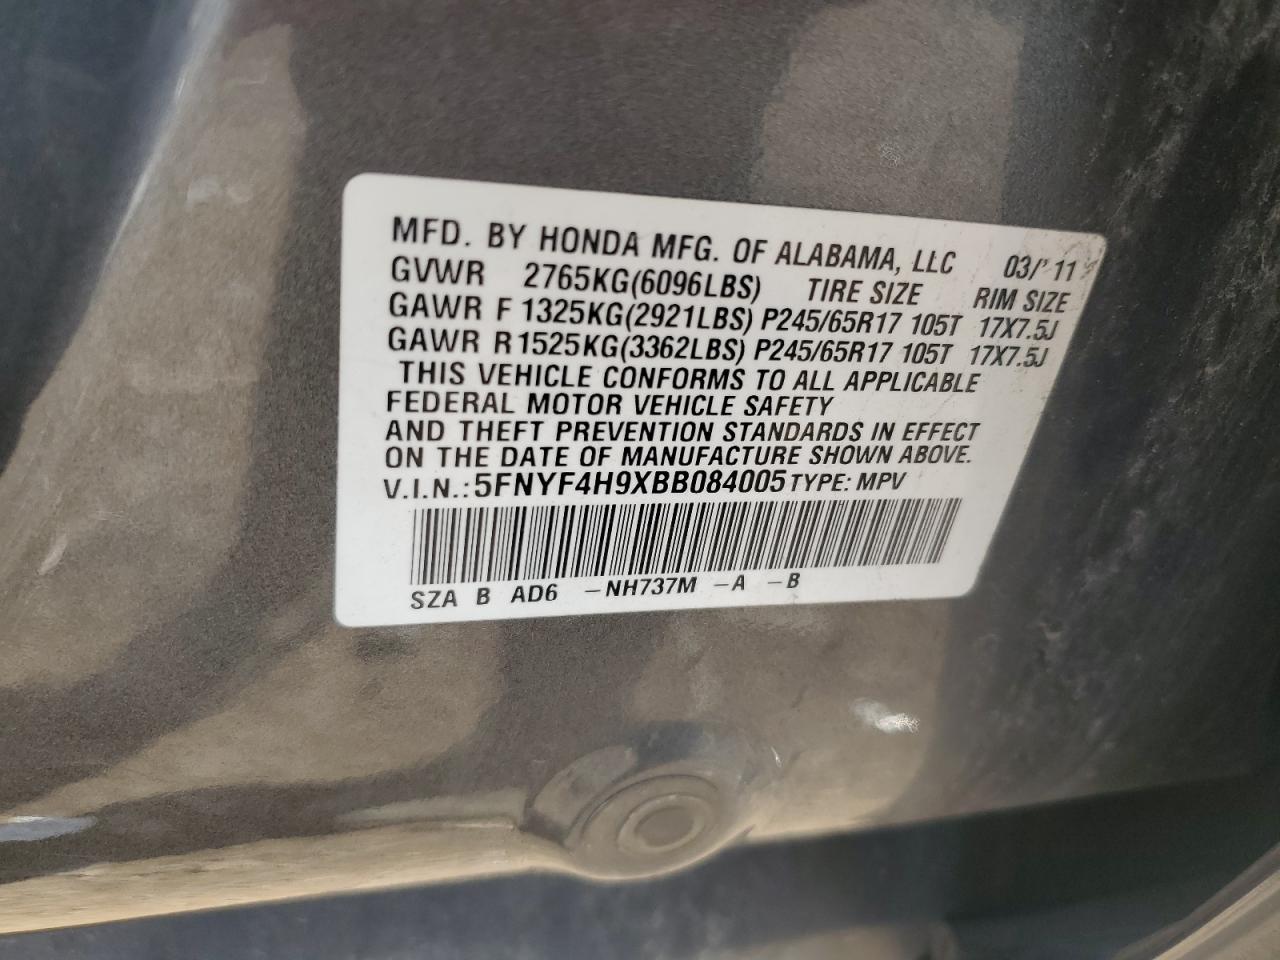 MFD. BY HONDA MFG. OF ALABAMA, LLC 03/'11
GVWR 2765KG(6096LBS) TIRE SIZE RIM SIZE
GAWR F 1325KG(2921LBS) P245/65R17 105T 17X7.5J
GAWR R 1525KG(3362LBS) P245/65R17 105T 17X7.5J
THIS VEHICLE CONFORMS TO ALL APPLICABLE
FEDERAL MOTOR VEHICLE SAFETY
AND THEFT PREVENTION STANDARDS IN EFFECT
ON THE DATE OF MANUFACTURE SHOWN ABOVE.
V.I.N.: 5FNYF4H9XBB084005 TYPE: MPV
SZA B AD6 -NH737M -A -B